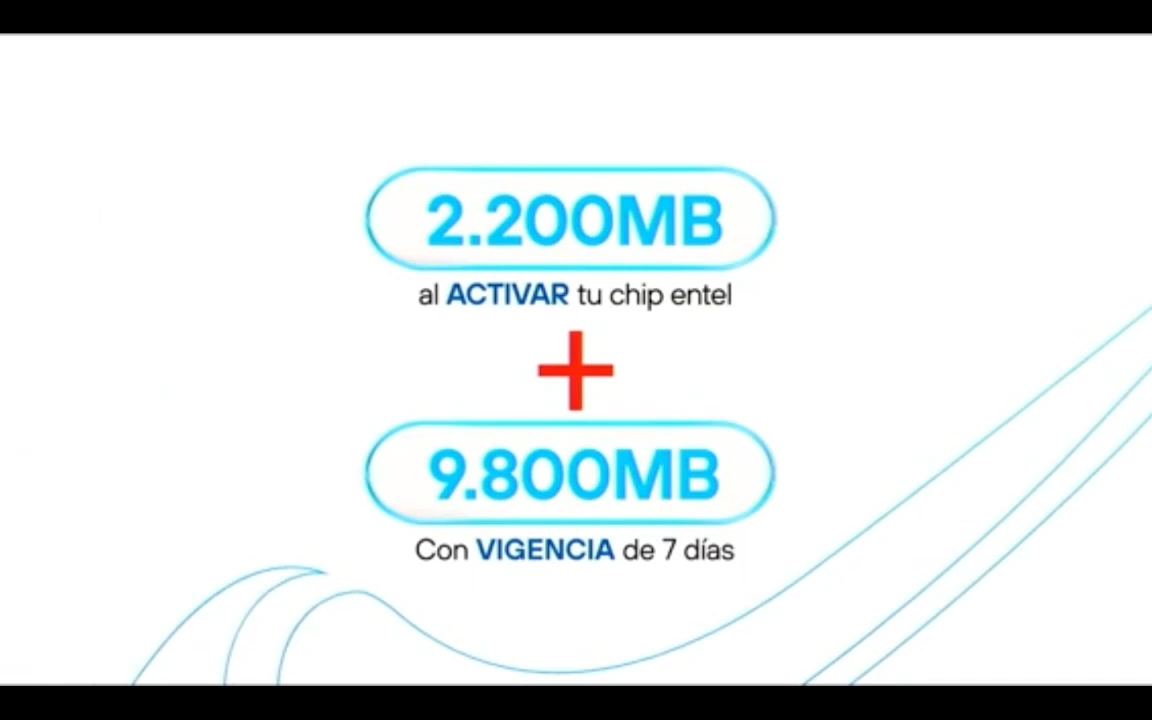 2.200MB
al ACTIVAR tu chip entel
+
9.800MB
Con VIGENCIA de 7 días